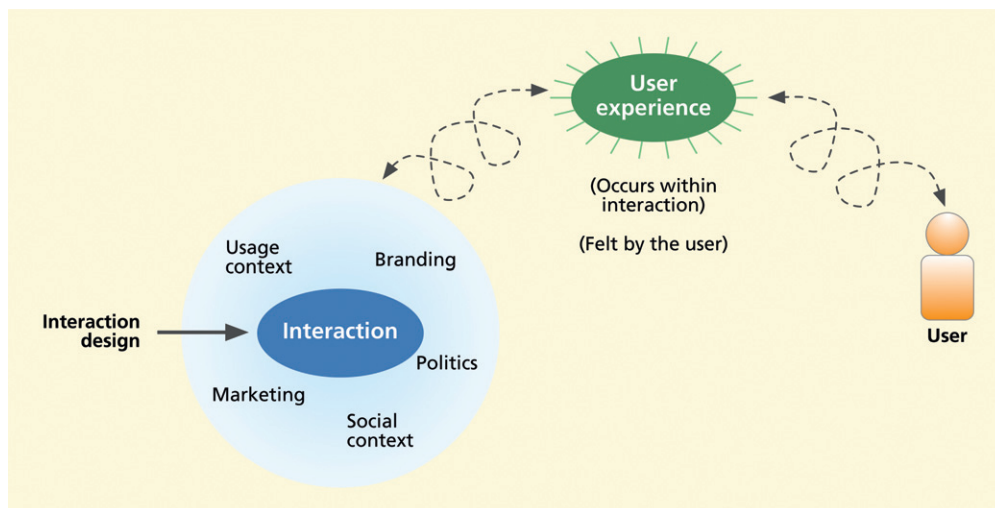 User
experience
(Occurs within
interaction)
(Felt by the user)
Usage
context
Branding
Interaction
design
Interaction
Politics
Marketing
Social
context
User